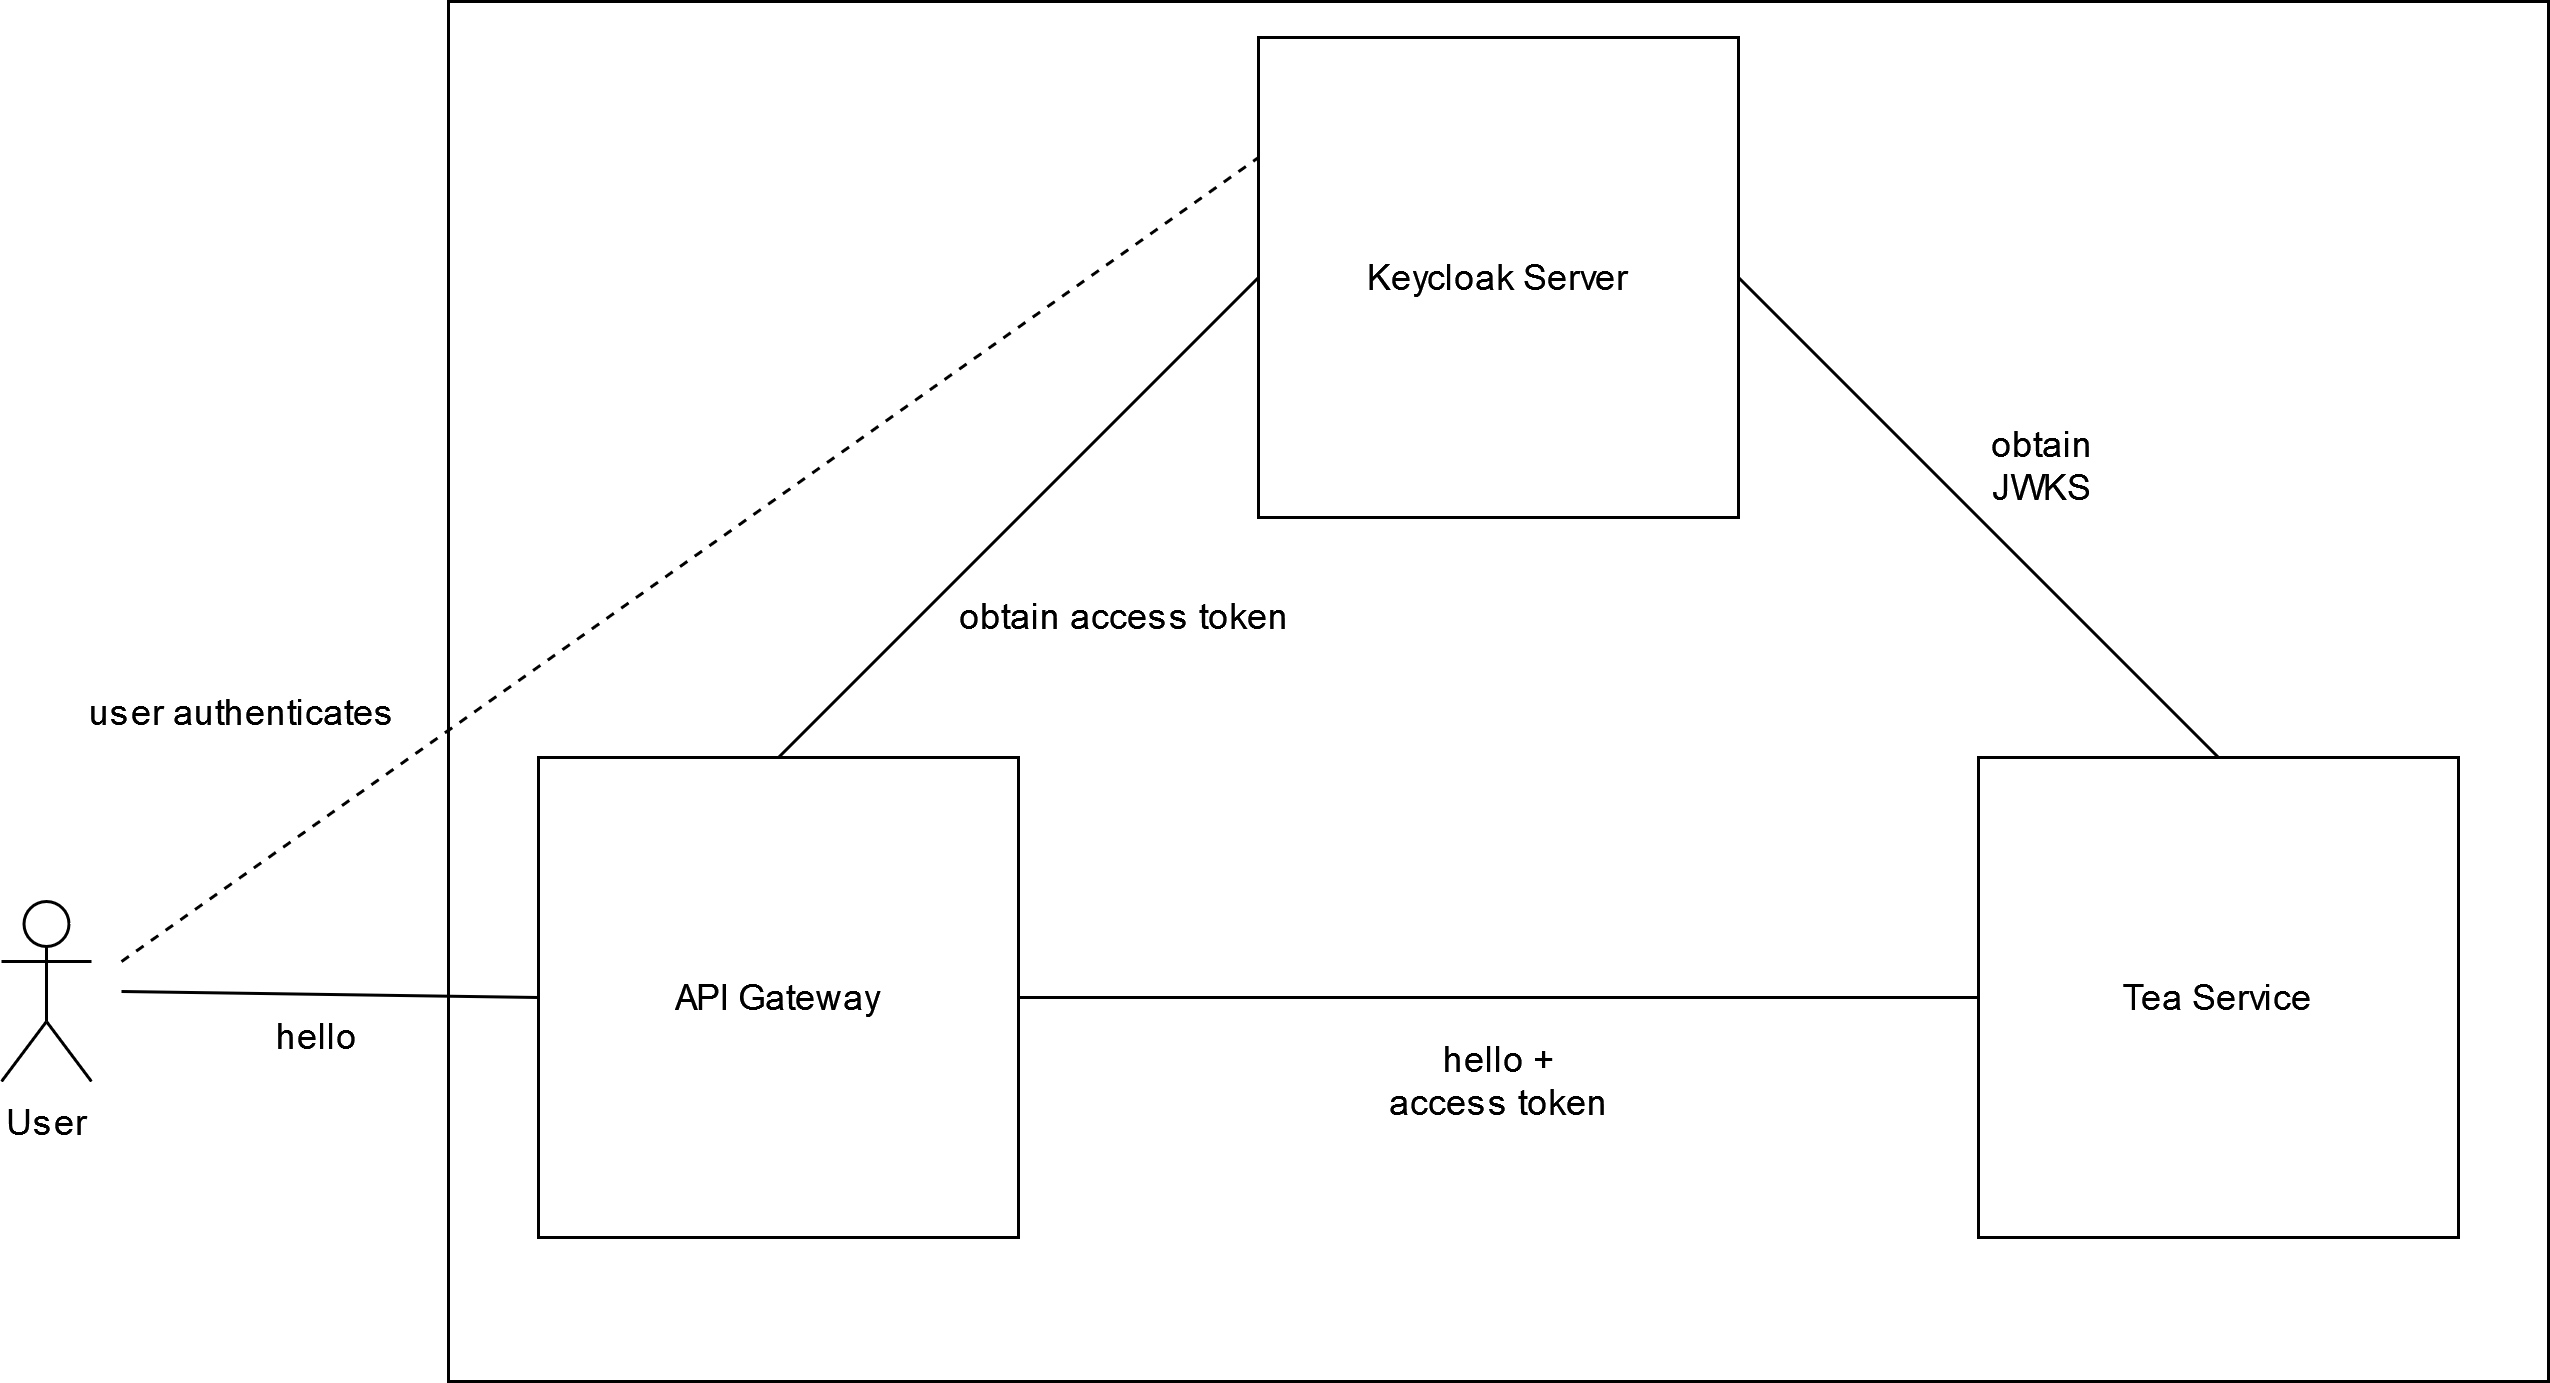 Keycloak Server
obtain
JWKS
obtain access token
user authenticates
API Gateway
Tea Service
hello
hello +
access token
User